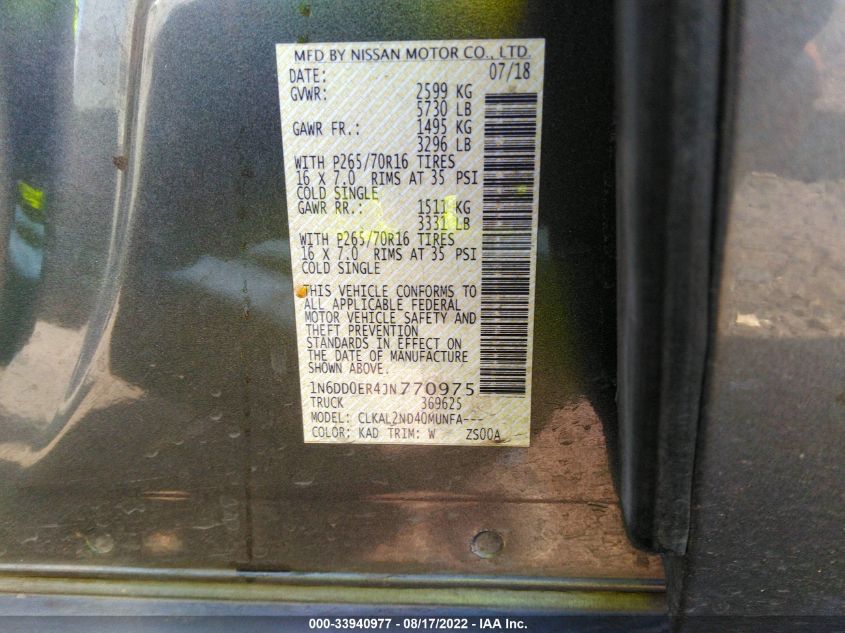 MFD BY NISSAN MOTOR CO., LTD.
DATE: 07/18
GVWR: 2599 KG
5730 LB
GAWR FR.: 1495 KG
3296 LB
WITH P265/70R16 TIRES
16 X 7.0 RIMS AT 35 PSI
COLD SINGLE
GAWR RR.: 1511 KG
3331 LB
WITH P265/70R16 TIRES
16 X 7.0 RIMS AT 35 PSI
COLD SINGLE
THIS VEHICLE CONFORMS TO
ALL APPLICABLE FEDERAL
MOTOR VEHICLE SAFETY AND
THEFT PREVENTION
STANDARDS IN EFFECT ON
THE DATE OF MANUFACTURE
SHOWN ABOVE.
1N6DD0ER4JN770975
TRUCK 369625
MODEL: CLKAL2ND40MUNFA---
COLOR: KAD TRIM: W ZS00A
000-33940977 - 08/17/2022 - IAA Inc.